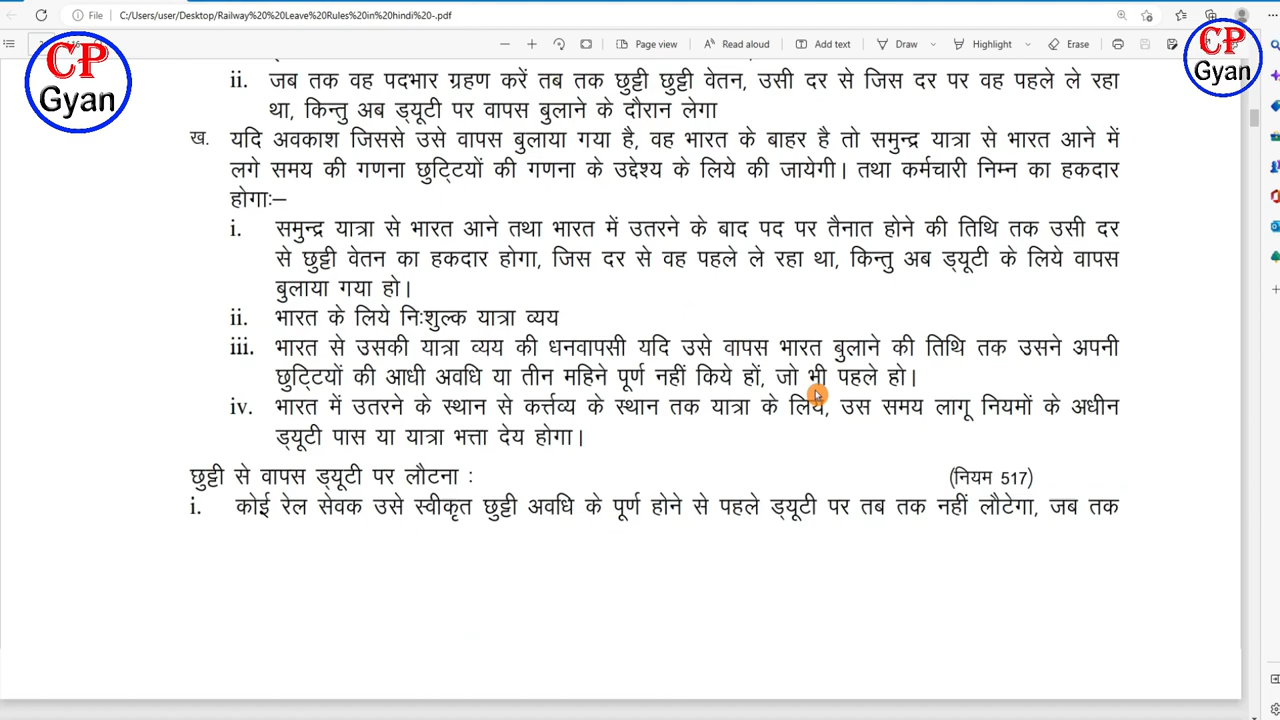 File
C:/Users/user/Desktop/Railway%20%20Leave%20Rules%20in%20hindi%20-.pdf
Page view
Read aloud
Add text
Draw
Highlight
Erase
CP
Gyan
CP
Gyan
ii. जब तक वह पदभार ग्रहण करें तब तक छुट्टी छुट्टी वेतन, उसी दर से जिस दर पर वह पहले ले रहा
था, किन्तु अब ड्यूटी पर वापस बुलाने के दौरान लेगा
ख. यदि अवकाश जिससे उसे वापस बुलाया गया है, वह भारत के बाहर है तो समुन्द्र यात्रा से भारत आने में
लगे समय की गणना छुट्टियों की गणना के उद्देश्य के लिये की जायेगी। तथा कर्मचारी निम्न का हकदार
होगाः–
i. समुन्द्र यात्रा से भारत आने तथा भारत में उतरने के बाद पद पर तैनात होने की तिथि तक उसी दर
से छुट्टी वेतन का हकदार होगा, जिस दर से वह पहले ले रहा था, किन्तु अब ड्यूटी के लिये वापस
बुलाया गया हो।
ii. भारत के लिये निःशुल्क यात्रा व्यय
iii. भारत से उसकी यात्रा व्यय की धनवापसी यदि उसे वापस भारत बुलाने की तिथि तक उसने अपनी
छुट्टियों की आधी अवधि या तीन महिने पूर्ण नहीं किये हों, जो भी पहले हो।
iv. भारत में उतरने के स्थान से कर्त्तव्य के स्थान तक यात्रा के लिये, उस समय लागू नियमों के अधीन
ड्यूटी पास या यात्रा भत्ता देय होगा।
छुट्टी से वापस ड्यूटी पर लौटना : (नियम 517)
i. कोई रेल सेवक उसे स्वीकृत छुट्टी अवधि के पूर्ण होने से पहले ड्यूटी पर तब तक नहीं लौटेगा, जब तक